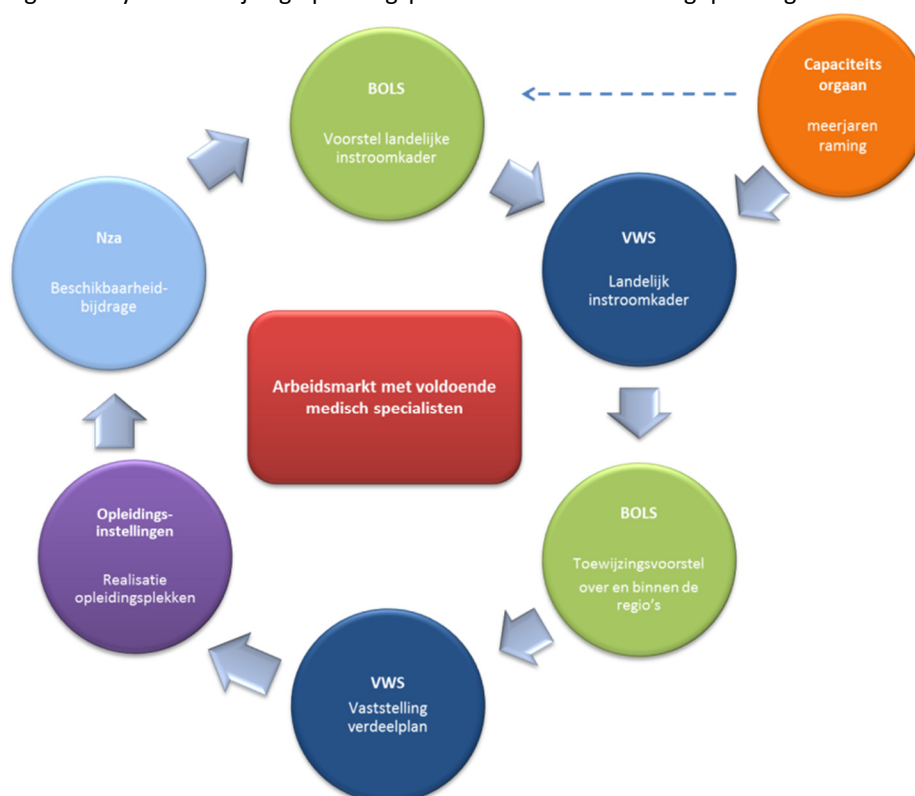 BOLS
Voorstel landelijke
instroomkader
Capaciteits
orgaan
meerjaren
raming
VWS
Landelijk
instroomkader
Nza
Beschikbaarheid-
bijdrage
Arbeidsmarkt met voldoende
medisch specialisten
BOLS
Toewijzingsvoorstel
over en binnen de
regio's
Opleidings-
instellingen
Realisatie
opleidingsplekken
VWS
Vaststelling
verdeelplan